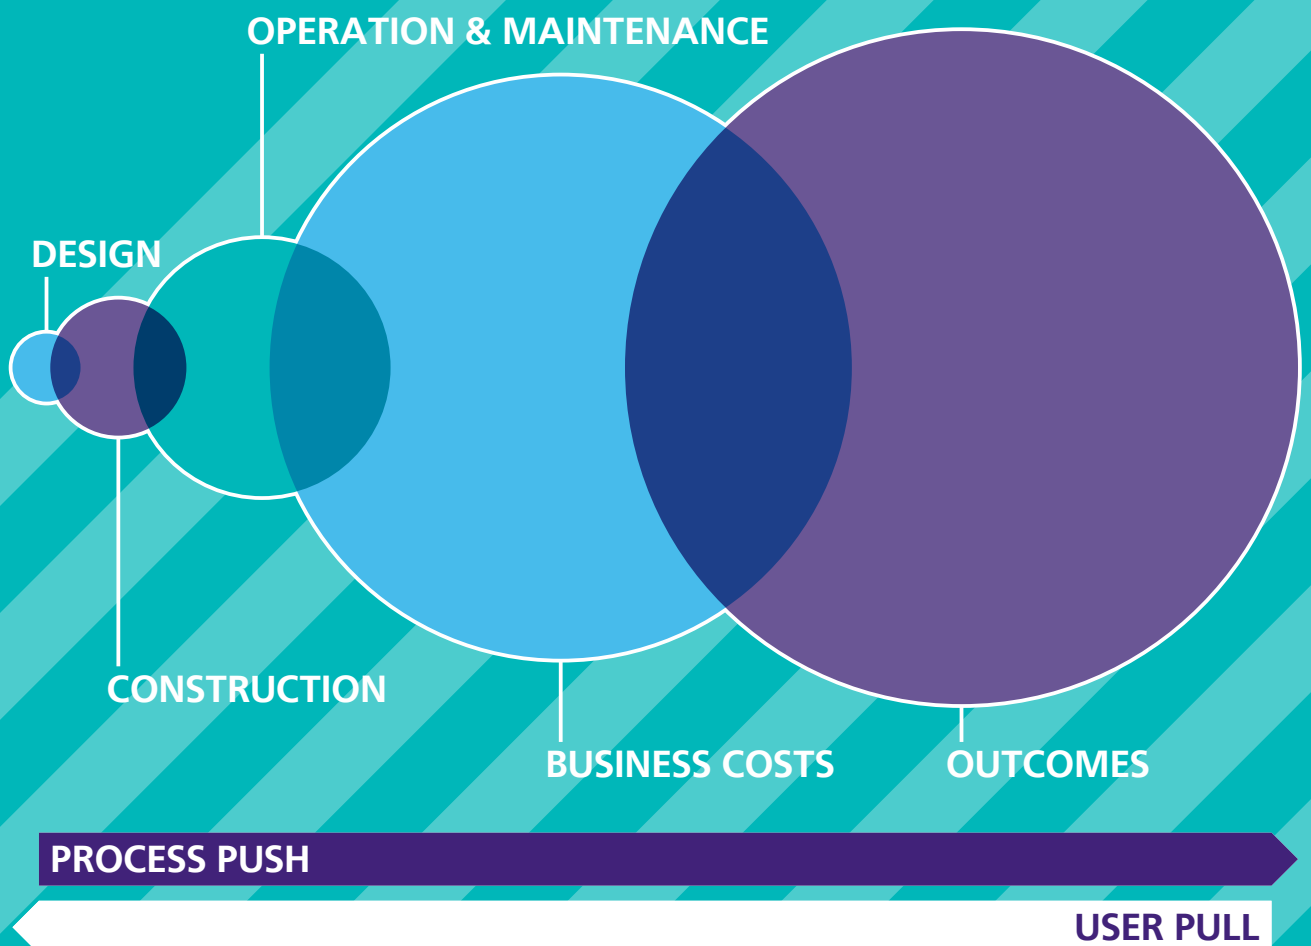 OPERATION & MAINTENANCE
DESIGN
CONSTRUCTION
BUSINESS COSTS
OUTCOMES
PROCESS PUSH
USER PULL